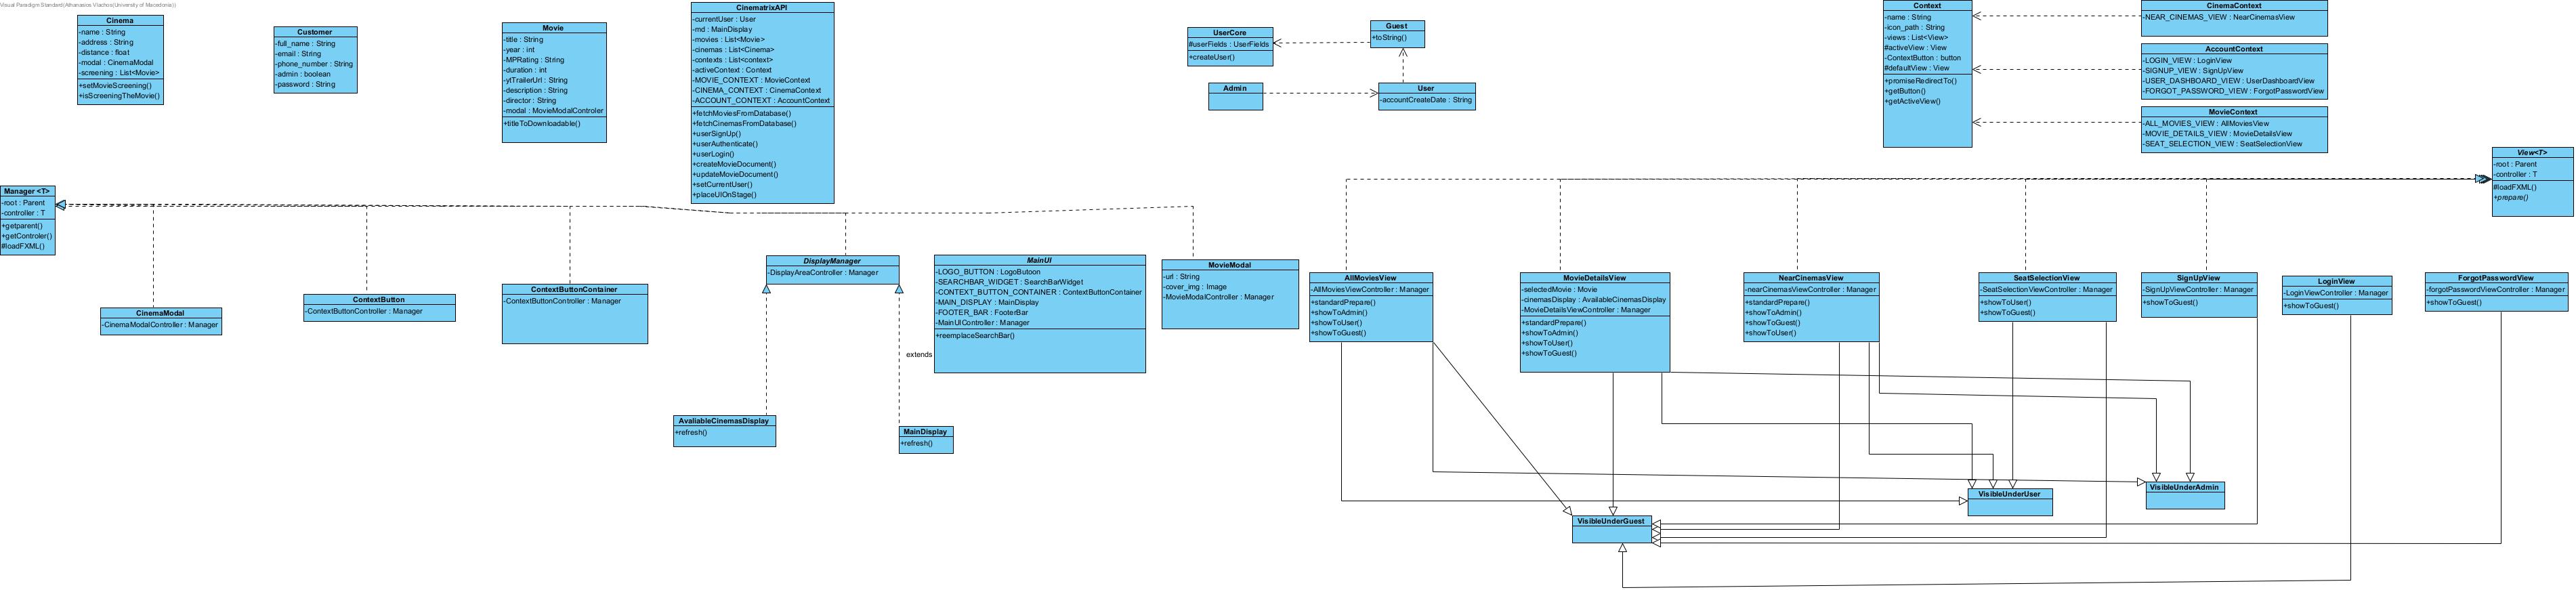 Visual Paradigm Standard(Athanasios Vlachos(University of Macedonia))
Cinema
-name : String
-address : String
-distance : float
-modal : CinemaModal
-screening : List<Movie>
+setMovieScreening()
+isScreeningTheMovie()
Customer
-full_name : String
-email : String
-phone_number : String
-admin : boolean
-password : String
Movie
-title : String
-year : int
-MPRating : String
-duration : int
-ytTrailerUrl : String
-description : String
-director : String
-modal : MovieModalControler
+titleToDownloadable()
CinematrixAPI
-currentUser : User
-md : MainDisplay
-movies : List<Movie>
-cinemas : List<Cinema>
-contexts : List<context>
-activeContext : Context
-MOVIE_CONTEXT : MovieContext
-CINEMA_CONTEXT : CinemaContext
-ACCOUNT_CONTEXT : AccountContext
+fetchMoviesFromDatabase()
+fetchCinemasFromDatabase()
+userSignUp()
+userAuthenticate()
+userLogin()
+createMovieDocument()
+updateMovieDocument()
+setCurrentUser()
+placeUIOnStage()
UserCore
#userFields : UserFields
+createUser()
Guest
+toString()
Admin
User
-accountCreateDate : String
Context
-name : String
-icon_path : String
-views : List<View>
#activeView : View
-ContextButton : button
#defaultView : View
+promiseRedirectTo()
+getButton()
+getActiveView()
CinemaContext
-NEAR_CINEMAS_VIEW : NearCinemasView
AccountContext
-LOGIN_VIEW : LoginView
-SIGNUP_VIEW : SignUpView
-USER_DASHBOARD_VIEW : UserDashboardView
-FORGOT_PASSWORD_VIEW : ForgotPasswordView
MovieContext
-ALL_MOVIES_VIEW : AllMoviesView
-MOVIE_DETAILS_VIEW : MovieDetailsView
-SEAT_SELECTION_VIEW : SeatSelectionView
View<T>
-root : Parent
-controller : T
#loadFXML()
+prepare()
Manager <T>
-root : Parent
-controller : T
+getparent()
+getControler()
#loadFXML()
CinemaModal
-CinemaModalController : Manager
ContextButton
-ContextButtonController : Manager
ContextButtonContainer
-ContextButtonController : Manager
DisplayManager
-DisplayAreaController : Manager
extends
MainUI
-LOGO_BUTTON : LogoButoon
-SEARCHBAR_WIDGET : SearchBarWidget
-CONTEXT_BUTTON_CONTAINER : ContextButtonContainer
-MAIN_DISPLAY : MainDisplay
-FOOTER_BAR : FooterBar
-MainUIController : Manager
+reemplaceSearchBar()
MovieModal
-url : String
-cover_img : Image
-MovieModalController : Manager
AllMoviesView
-AllMoviesViewController : Manager
+standardPrepare()
+showToAdmin()
+showToUser()
+showToGuest()
MovieDetailsView
-selectedMovie : Movie
-cinemasDisplay : AvailableCinemasDisplay
-MovieDetailsViewController : Manager
+standardPrepare()
+showToAdmin()
+showToUser()
+showToGuest()
NearCinemasView
-nearCinemasViewController : Manager
+standardPrepare()
+showToAdmin()
+showToGuest()
+showToUser()
SeatSelectionView
-SeatSelectionViewController : Manager
+showToUser()
+showToGuest()
SignUpView
-SignUpViewController : Manager
+showToGuest()
LoginView
-LoginViewController : Manager
+showToGuest()
ForgotPasswordView
-forgotPasswordViewController : Manager
+showToGuest()
AvaliableCinemasDisplay
+refresh()
MainDisplay
+refresh()
VisibleUnderUser
VisibleUnderAdmin
VisibleUnderGuest